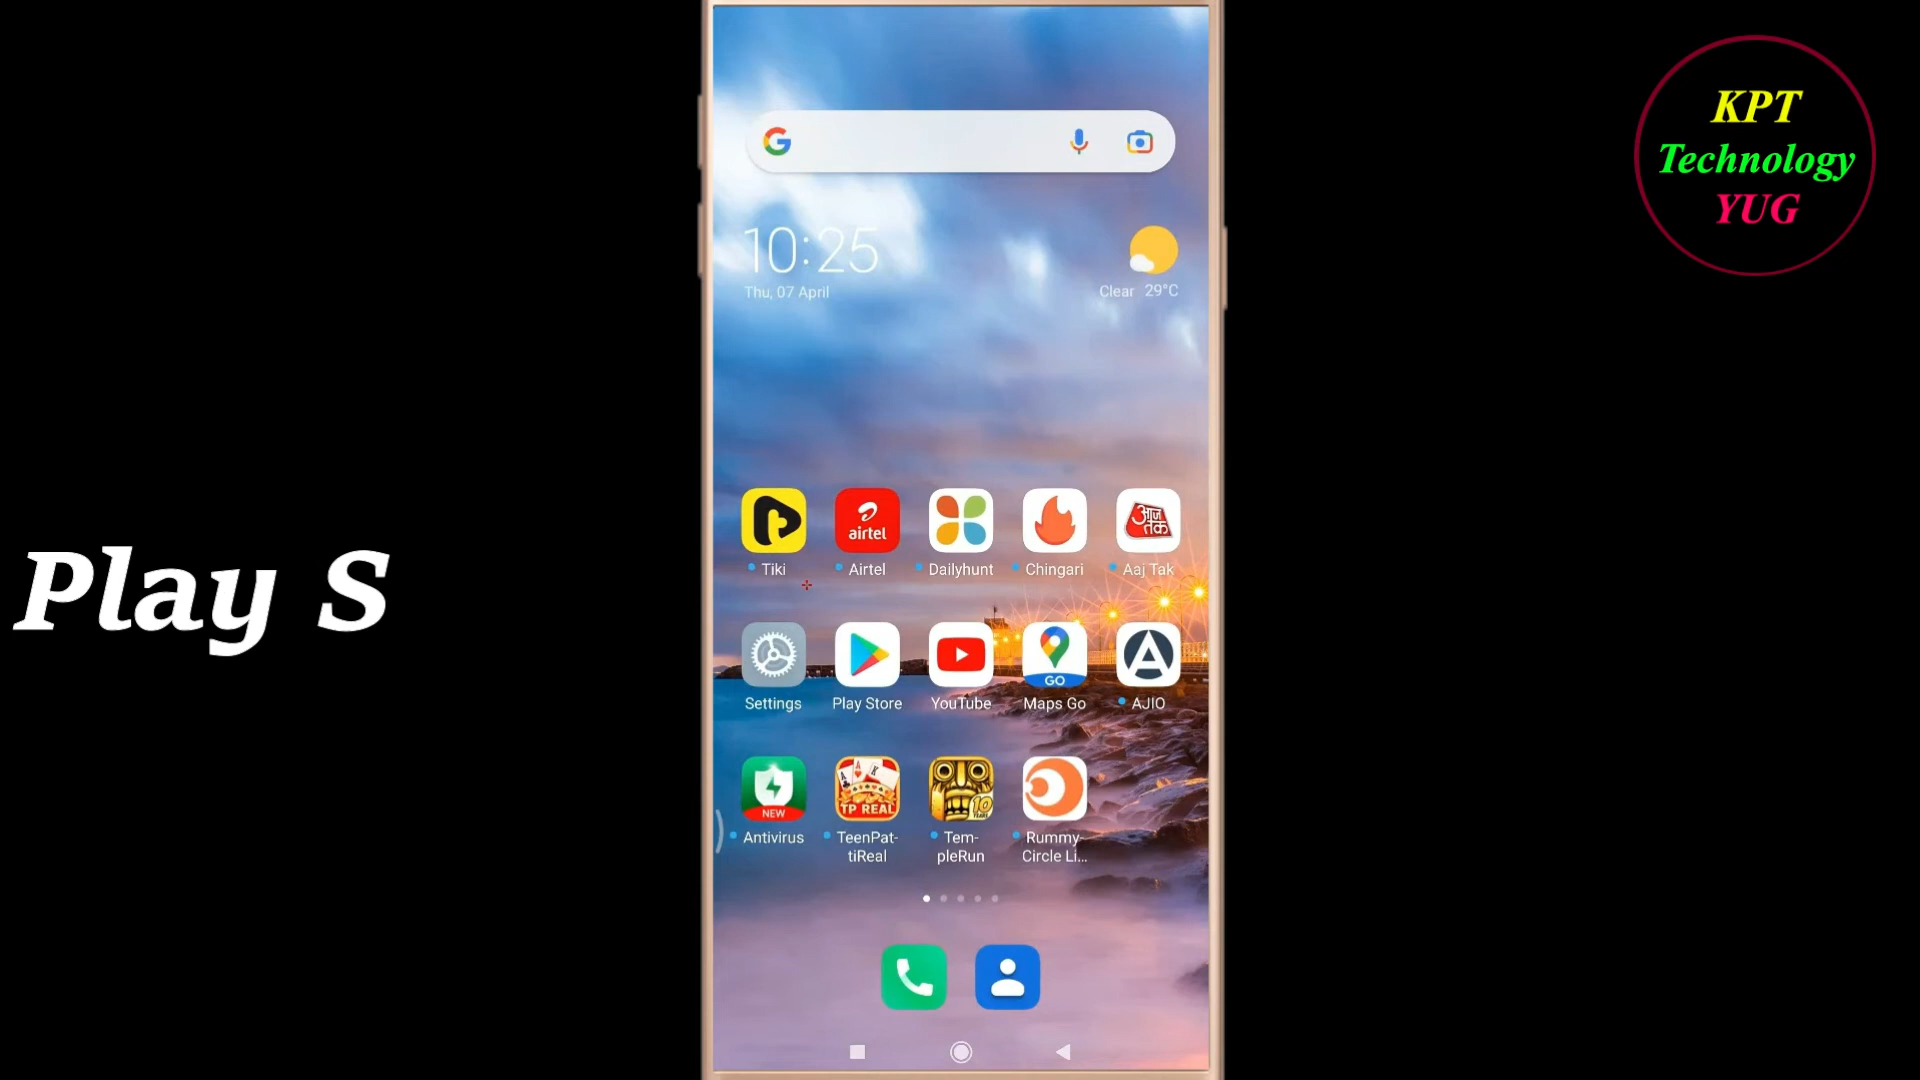 KPT
Technology
YUG
10:25
Thu, 07 April
Clear 29°C
airtel
आज
तक
Tiki
Airtel
Dailyhunt
Chingari
Aaj Tak
GO
Settings
Play Store
YouTube
Maps Go
AJIO
Play S
NEW
A A K
TP REAL
10
YEARS
Antivirus
TeenPat-
tiReal
Tem-
pleRun
Rummy-
Circle Li...